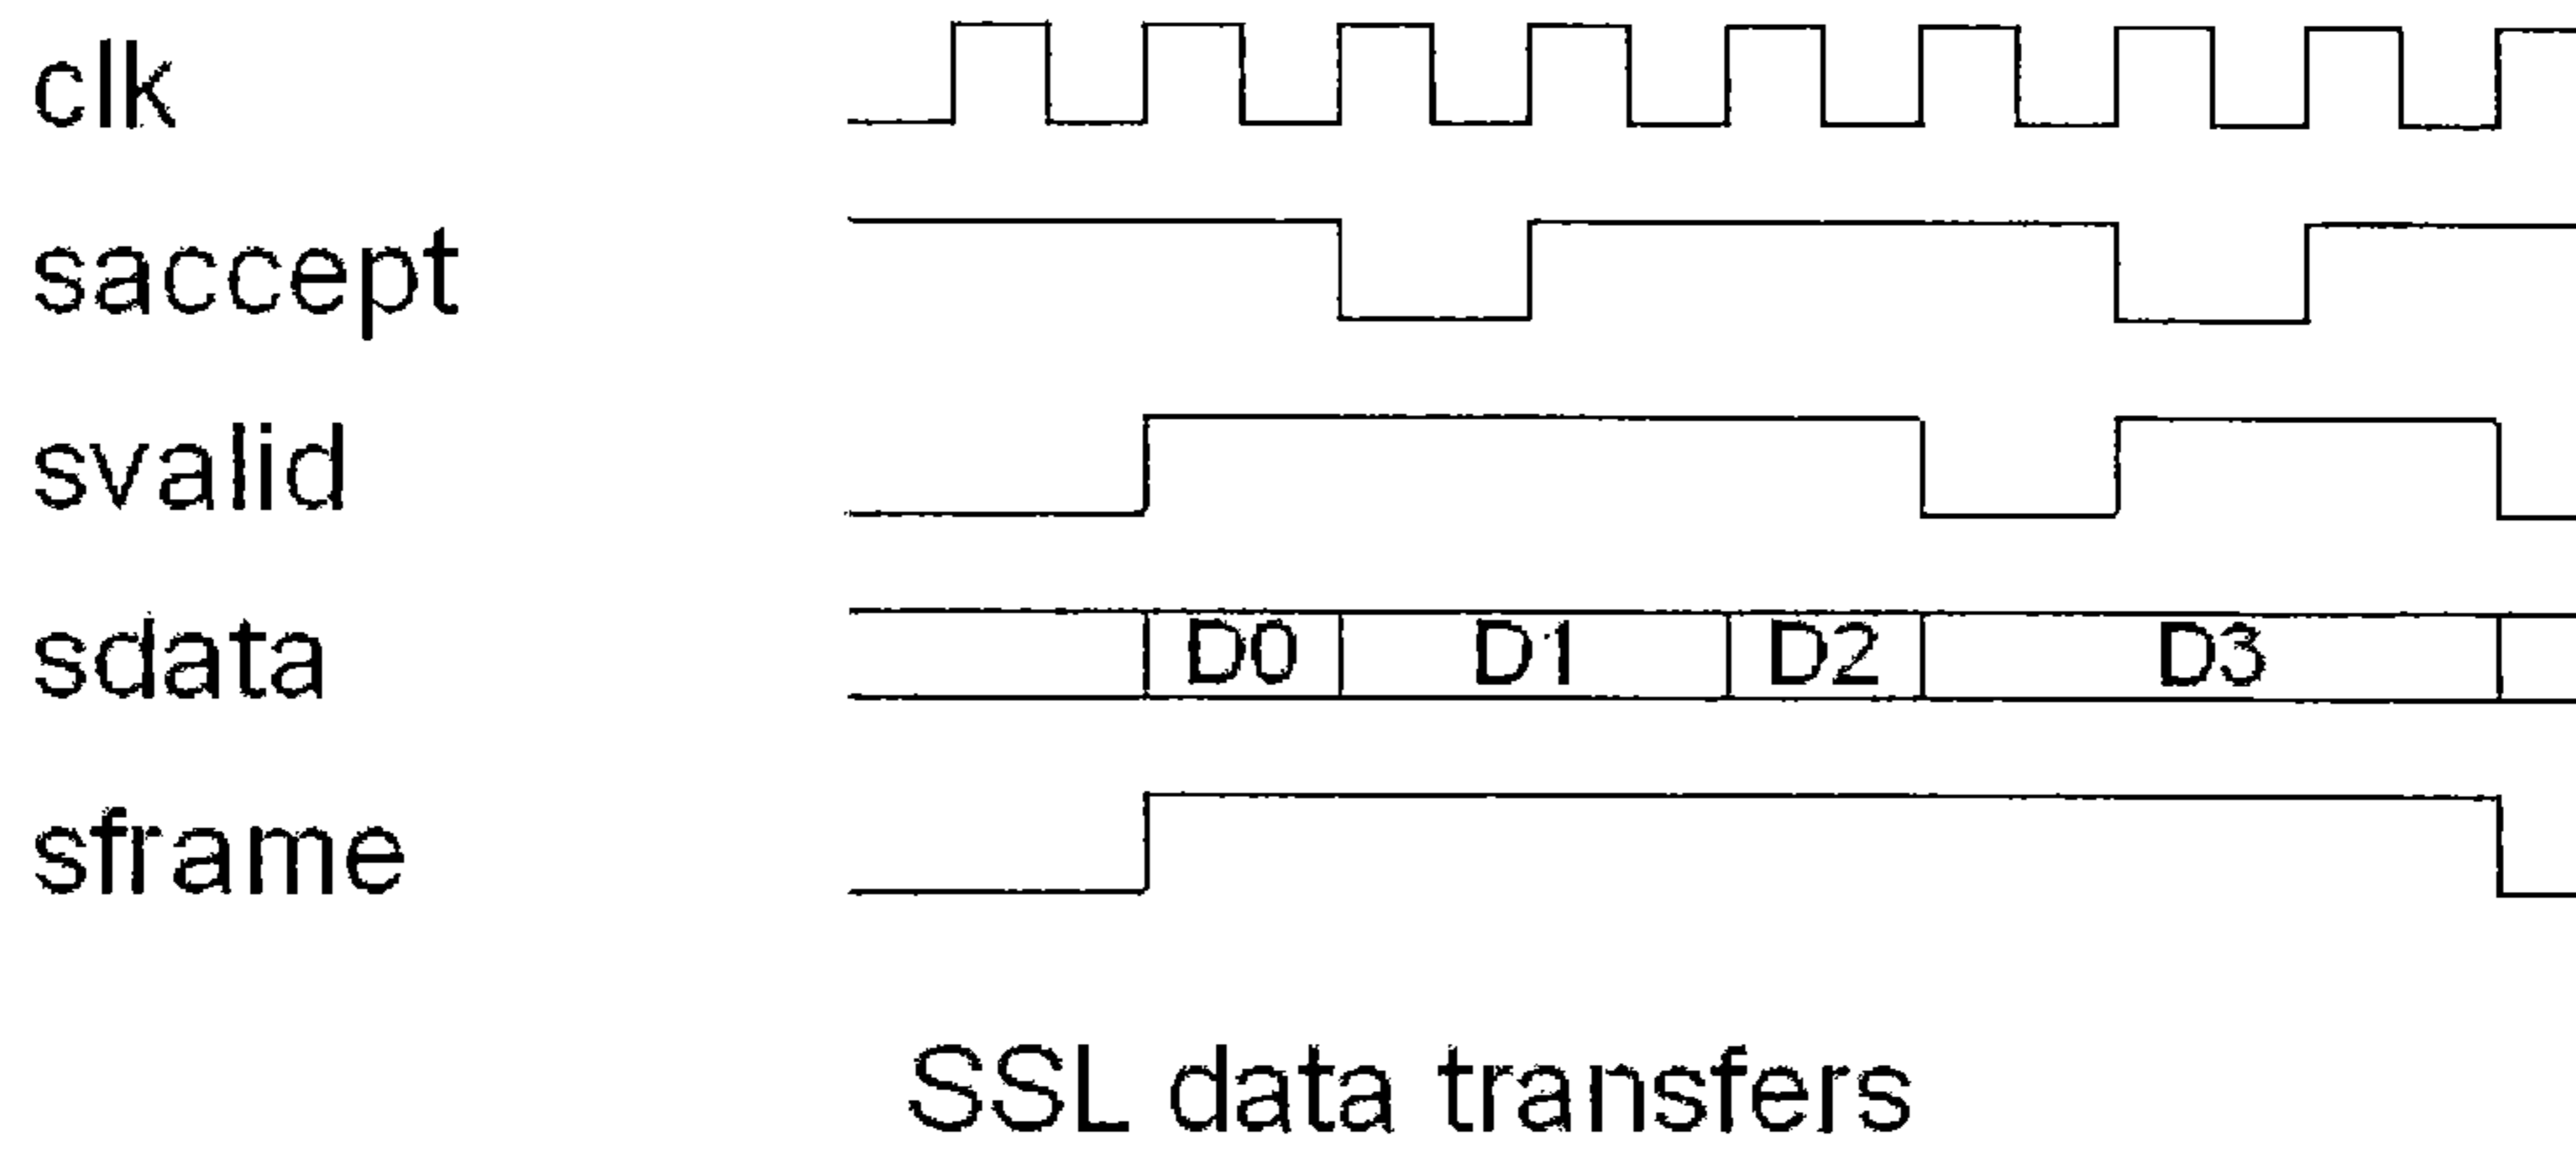 clk
saccept
svalid
sdata D0 D1 D2 D3
sframe
SSL data transfers